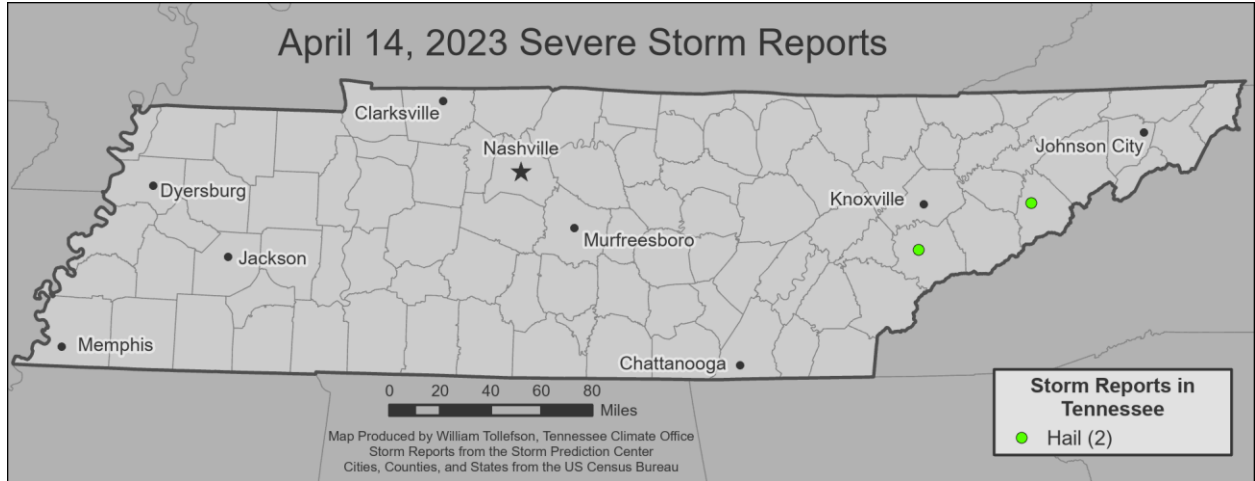 April 14, 2023 Severe Storm Reports
Clarksville
Nashville
Johnson City
Dyersburg
Knoxville
Murfreesboro
Jackson
Memphis
Chattanooga
0 20 40 60 80
Miles
Map Produced by William Tollefson, Tennessee Climate Office
Storm Reports from the Storm Prediction Center
Cities, Counties, and States from the US Census Bureau
Storm Reports in
Tennessee
Hail (2)